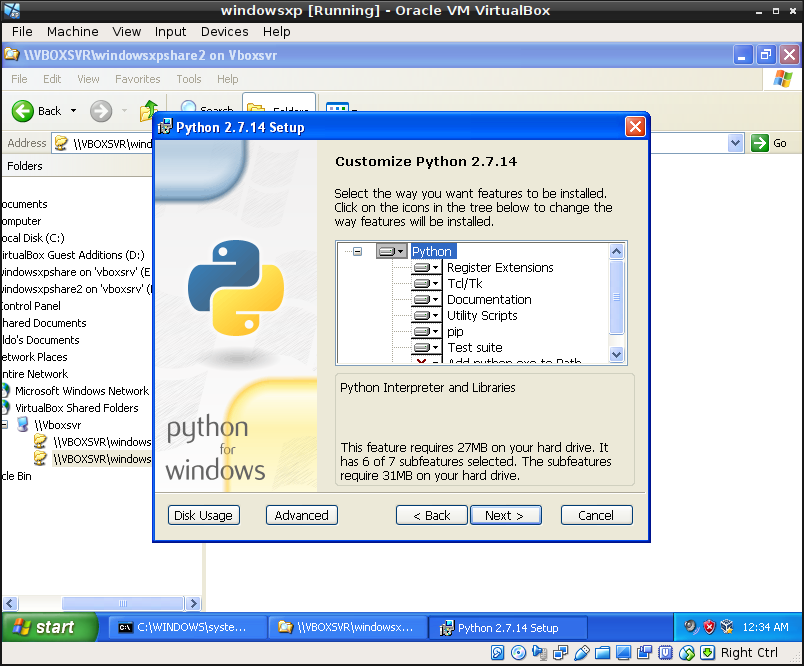 windowsxp [Running] - Oracle VM VirtualBox
File Machine View Input Devices Help
\\VBOXSVR\windowsxpshare2 on Vboxsvr
File Edit View Favorites Tools Help
Back Search Folders
Address \\VBOXSVR\wind Go
Folders
Python 2.7.14 Setup
Customize Python 2.7.14
Select the way you want features to be installed.
Click on the icons in the tree below to change the
way features will be installed.
Python
Register Extensions
Tcl/Tk
Documentation
Utility Scripts
pip
Test suite
Add python.exe to Path
Python Interpreter and Libraries
This feature requires 27MB on your hard drive. It
has 6 of 7 subfeatures selected. The subfeatures
require 31MB on your hard drive.
python
for
windows
Disk Usage Advanced < Back Next > Cancel
ocuments
omputer
ocal Disk (C:)
irtualBox Guest Additions (D:)
windowsxpshare on 'vboxsrv' (E
windowsxpshare2 on 'vboxsrv' (
ontrol Panel
hared Documents
ldo's Documents
etwork Places
ntire Network
Microsoft Windows Network
VirtualBox Shared Folders
\\Vboxsvr
\\VBOXSVR\windows
\\VBOXSVR\windows
cle Bin
start C:\WINDOWS\syste... \\VBOXSVR\windowsx... Python 2.7.14 Setup 12:34 AM
Right Ctrl